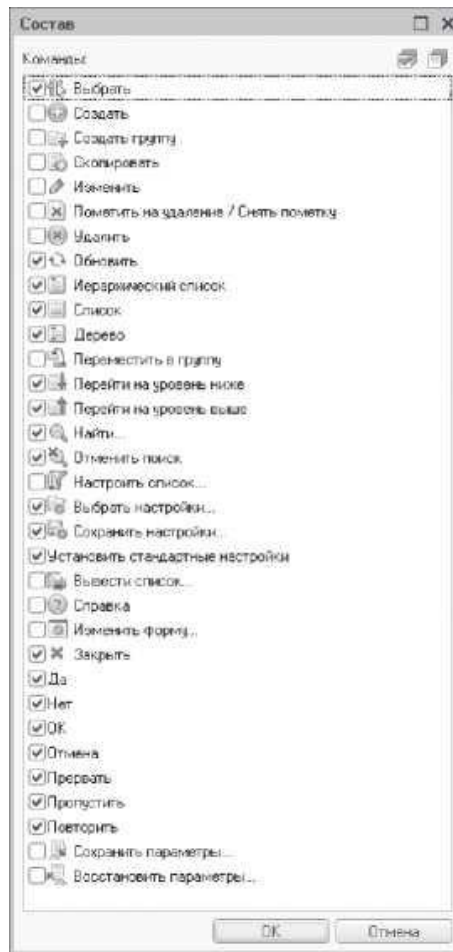 Состав
Команды:
Выбрать
Создать
Создать группу
Скопировать
Изменить
Пометить на удаление / Снять пометку
Удалить
Обновить
Иерархический список
Список
Дерево
Переместить в группу
Перейти на уровень ниже
Перейти на уровень выше
Найти...
Отменить поиск
Настроить список...
Выбрать настройки...
Сохранить настройки...
Установить стандартные настройки
Вывести список...
Справка
Изменить форму...
Закрыть
Да
Нет
OK
Отмена
Прервать
Пропустить
Повторить
Сохранить параметры...
Восстановить параметры...
OK Отмена